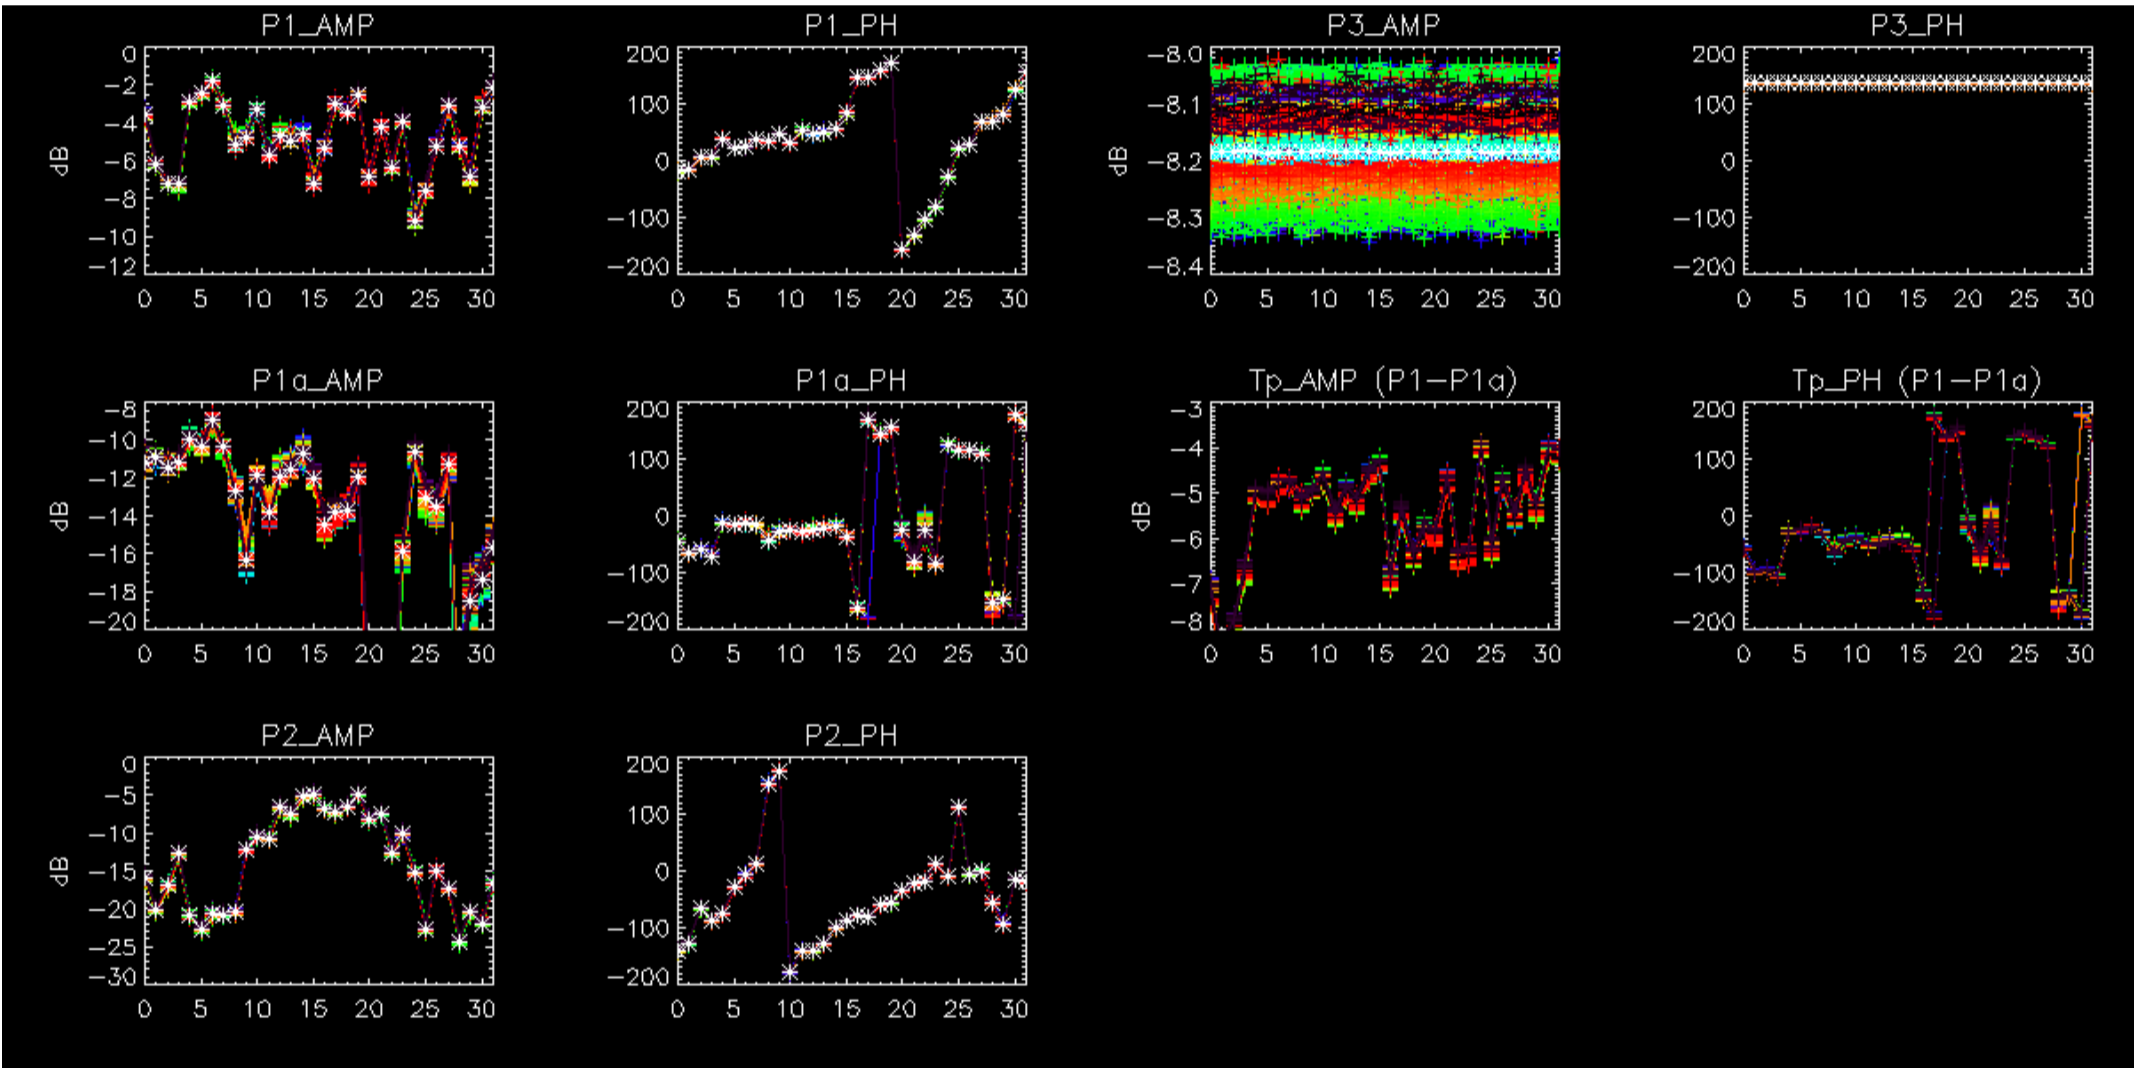 P1_AMP
0
−2
−4
−6
−8
−10
−12
dB
0 5 10 15 20 25 30
P1_PH
200
100
0
−100
−200
0 5 10 15 20 25 30
P3_AMP
−8.0
−8.1
−8.2
−8.3
−8.4
dB
0 5 10 15 20 25 30
P3_PH
200
100
0
−100
−200
0 5 10 15 20 25 30
P1a_AMP
−8
−10
−12
−14
−16
−18
−20
dB
0 5 10 15 20 25 30
P1a_PH
200
100
0
−100
−200
0 5 10 15 20 25 30
Tp_AMP (P1−P1a)
−3
−4
−5
−6
−7
−8
dB
0 5 10 15 20 25 30
Tp_PH (P1−P1a)
200
100
0
−100
−200
0 5 10 15 20 25 30
P2_AMP
0
−5
−10
−15
−20
−25
−30
dB
0 5 10 15 20 25 30
P2_PH
200
100
0
−100
−200
0 5 10 15 20 25 30